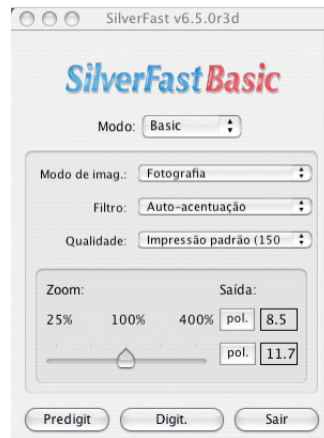 SilverFast v6.5.0r3d
SilverFast Basic
Modo: Basic
Modo de imag.: Fotografia
Filtro: Auto-acentuação
Qualidade: Impressão padrão (150
Zoom: Saída:
25% 100% 400% pol. 8.5
pol. 11.7
Predigit Digit. Sair